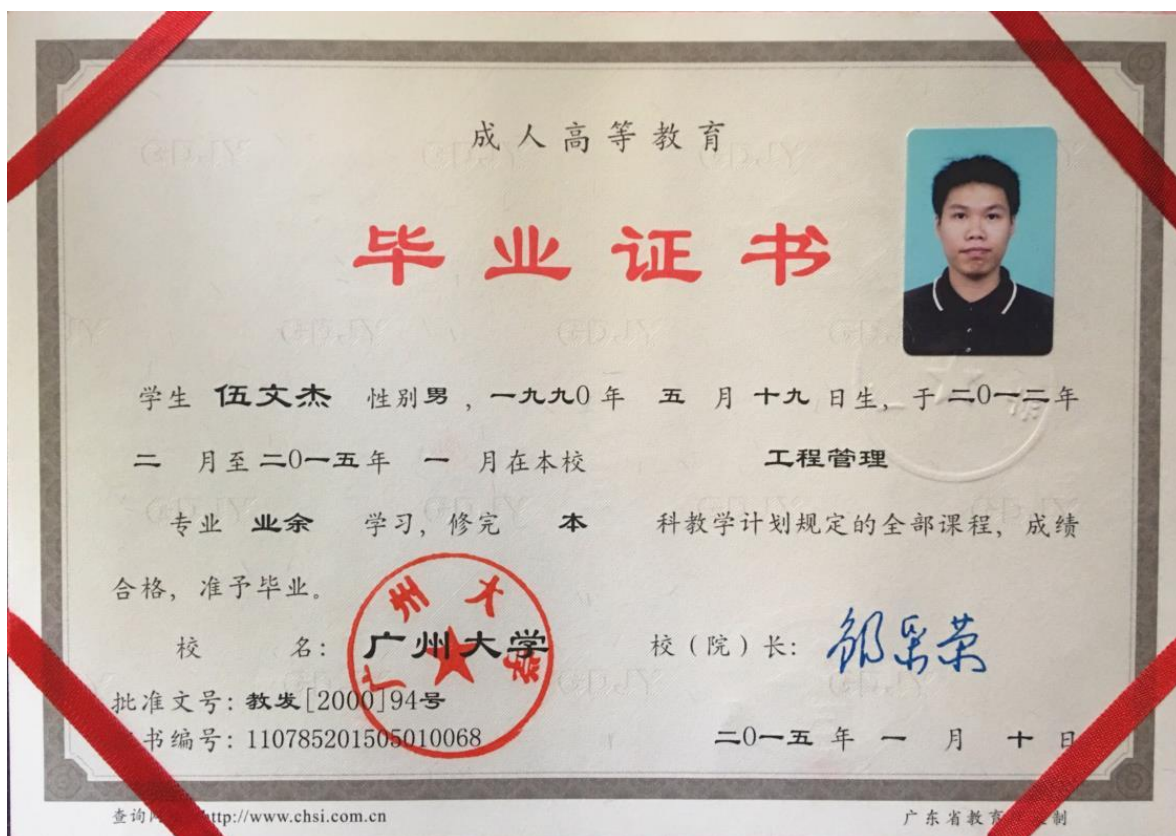 成人高等教育
毕业证书
学生 伍文杰 性别男，一九九0年 五 月 十九 日生，于二0一二年
二 月至二0一五年 一 月在本校 工程管理
专业 业余 学习，修完 本 科教学计划规定的全部课程，成绩
合格，准予毕业。
校 名：广州大学 校（院）长：
广州大学
批准文号：教发[2000]94号
书编号：110785201505010068 二0一五 年 一 月 十 日
查询 http://www.chsi.com.cn 广东省教育 制